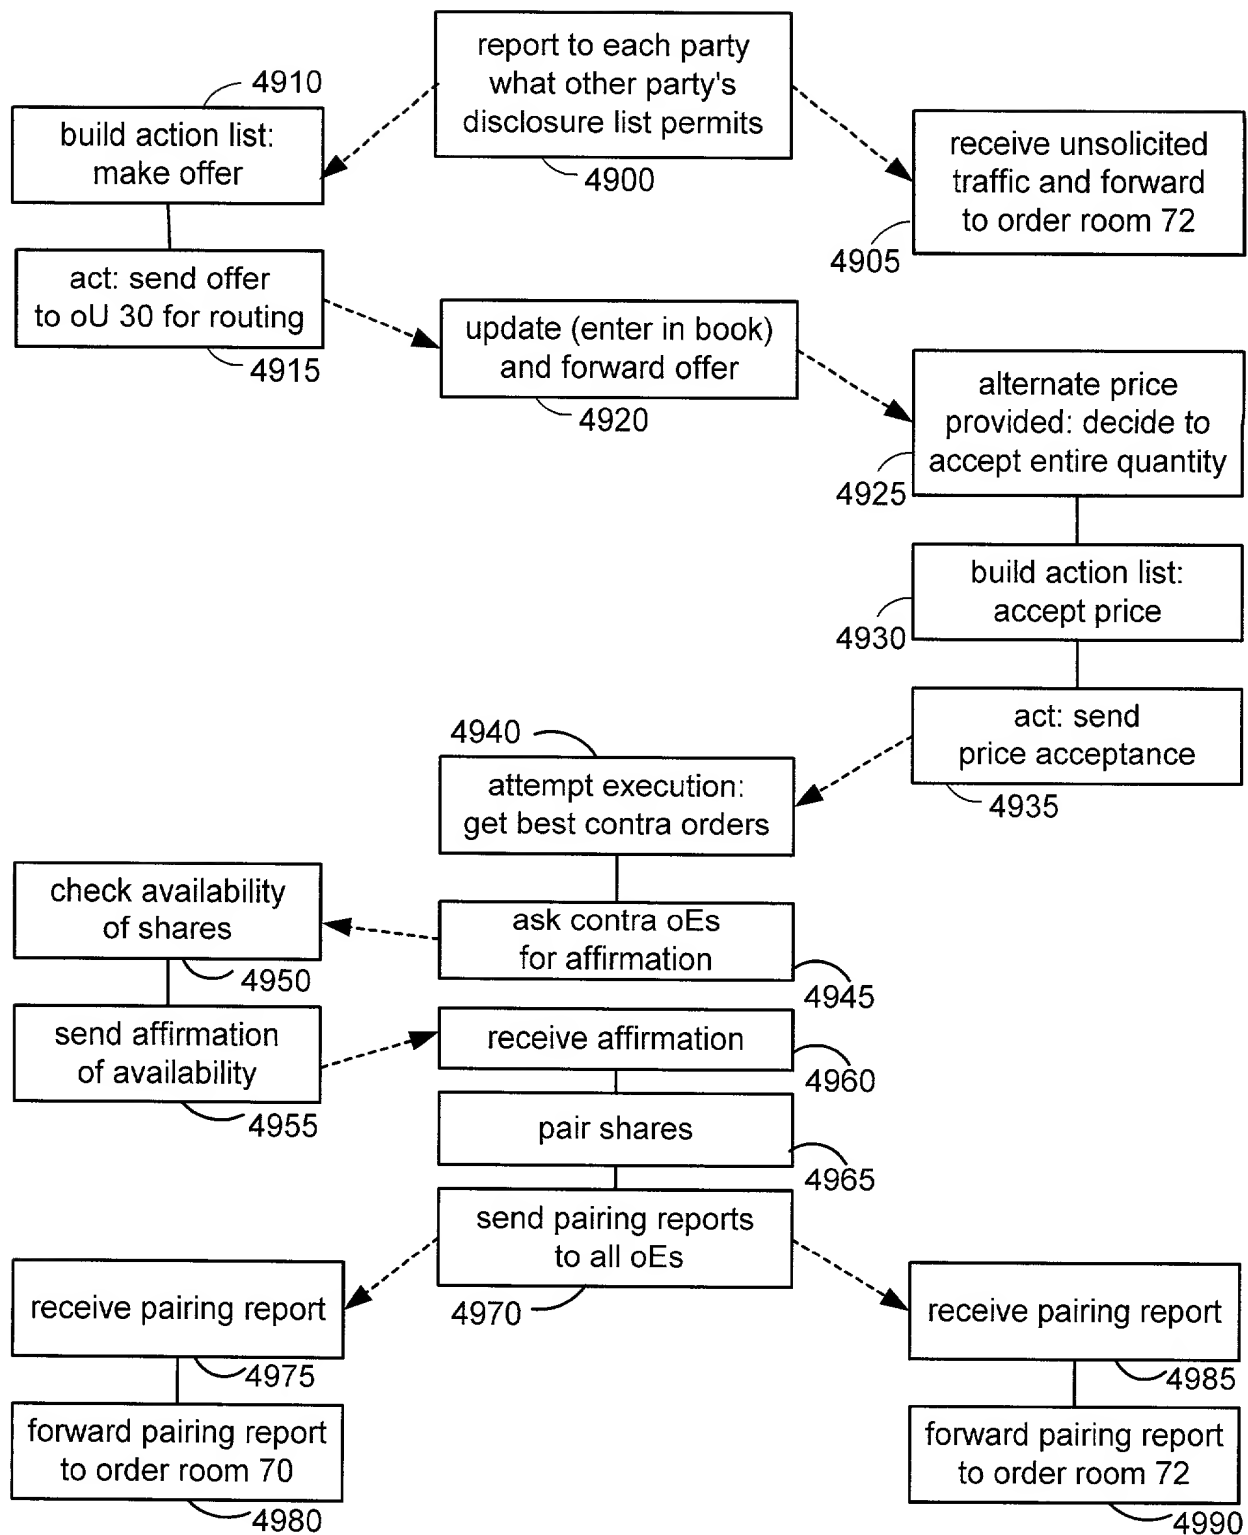 report to each party
what other party's
disclosure list permits
4900
4910
build action list:
make offer
receive unsolicited
traffic and forward
to order room 72
4905
act: send offer
to oU 30 for routing
4915
update (enter in book)
and forward offer
4920
alternate price
provided: decide to
accept entire quantity
4925
build action list:
accept price
4930
act: send
price acceptance
4935
4940
attempt execution:
get best contra orders
ask contra oEs
for affirmation
4945
check availability
of shares
4950
send affirmation
of availability
4955
receive affirmation
4960
pair shares
4965
send pairing reports
to all oEs
4970
receive pairing report
4975
forward pairing report
to order room 70
4980
receive pairing report
4985
forward pairing report
to order room 72
4990